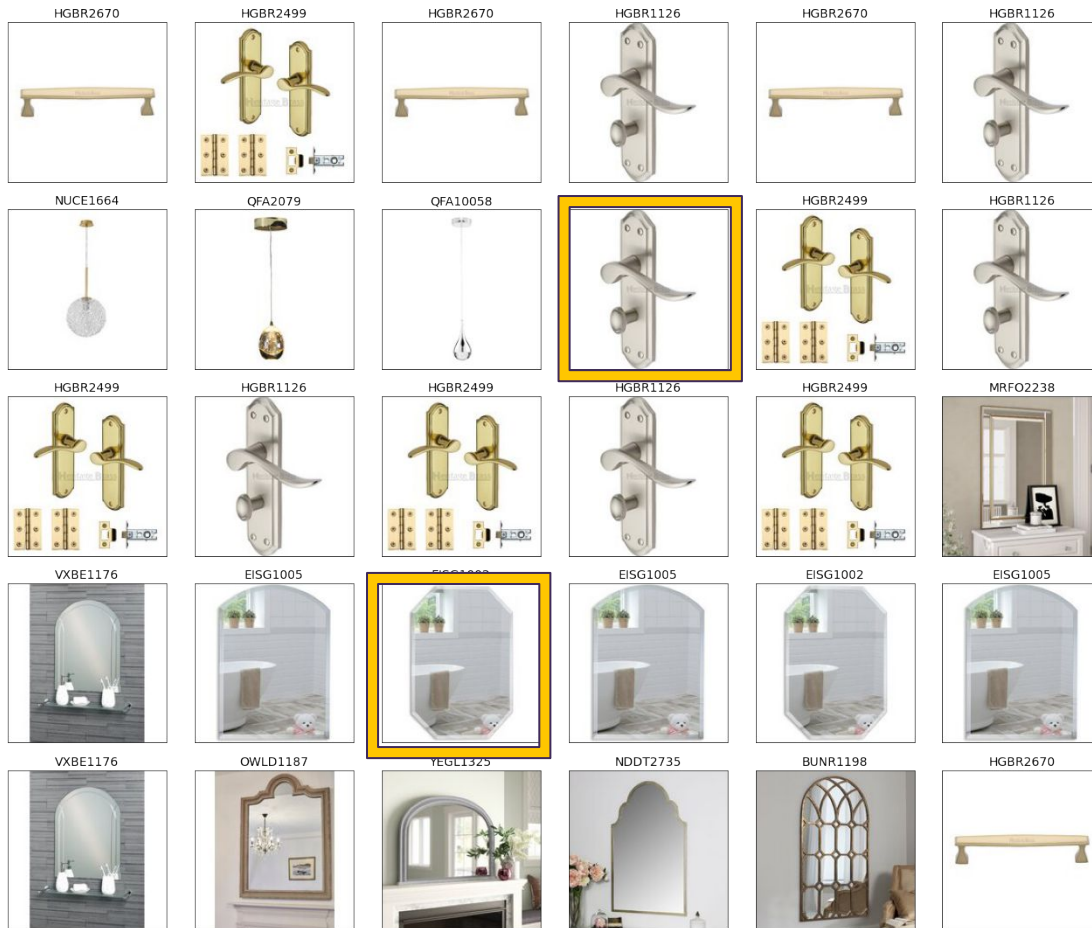 HGBR2670 HGBR2499 HGBR2670 HGBR1126 HGBR2670 HGBR1126
NUCE1664 QFA2079 QFA10058 HGBR2499 HGBR1126
HGBR2499 HGBR1126 HGBR2499 HGBR1126 HGBR2499 MRFO2238
VXBE1176 EISG1005 EISG1002 EISG1005 EISG1002 EISG1005
VXBE1176 OWLD1187 YEGL1325 NDDT2735 BUNR1198 HGBR2670